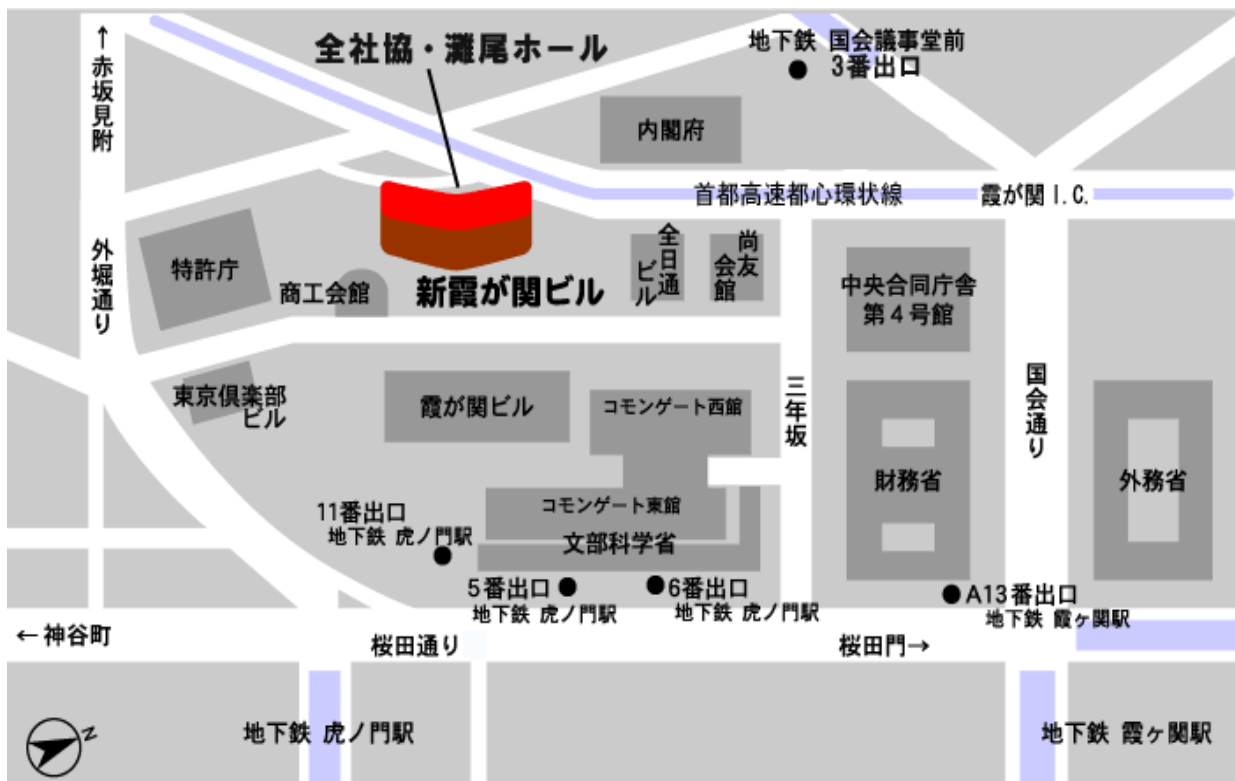 ↑赤坂見附
全社協・灘尾ホール
地下鉄 国会議事堂前
3番出口
内閣府
首都高速都心環状線
霞が関 I.C.
外堀通り
特許庁
商工会館
新霞が関ビル
全日通
ビル
尚友
会館
中央合同庁舎
第4号館
東京倶楽部
ビル
霞が関ビル
コモンゲート西館
三年坂
国会通り
財務省
外務省
コモンゲート東館
文部科学省
11番出口
地下鉄 虎ノ門駅
5番出口
地下鉄 虎ノ門駅
6番出口
地下鉄 虎ノ門駅
A13番出口
地下鉄 霞ヶ関駅
←神谷町
桜田通り
桜田門→
地下鉄 虎ノ門駅
地下鉄 霞ヶ関駅
N